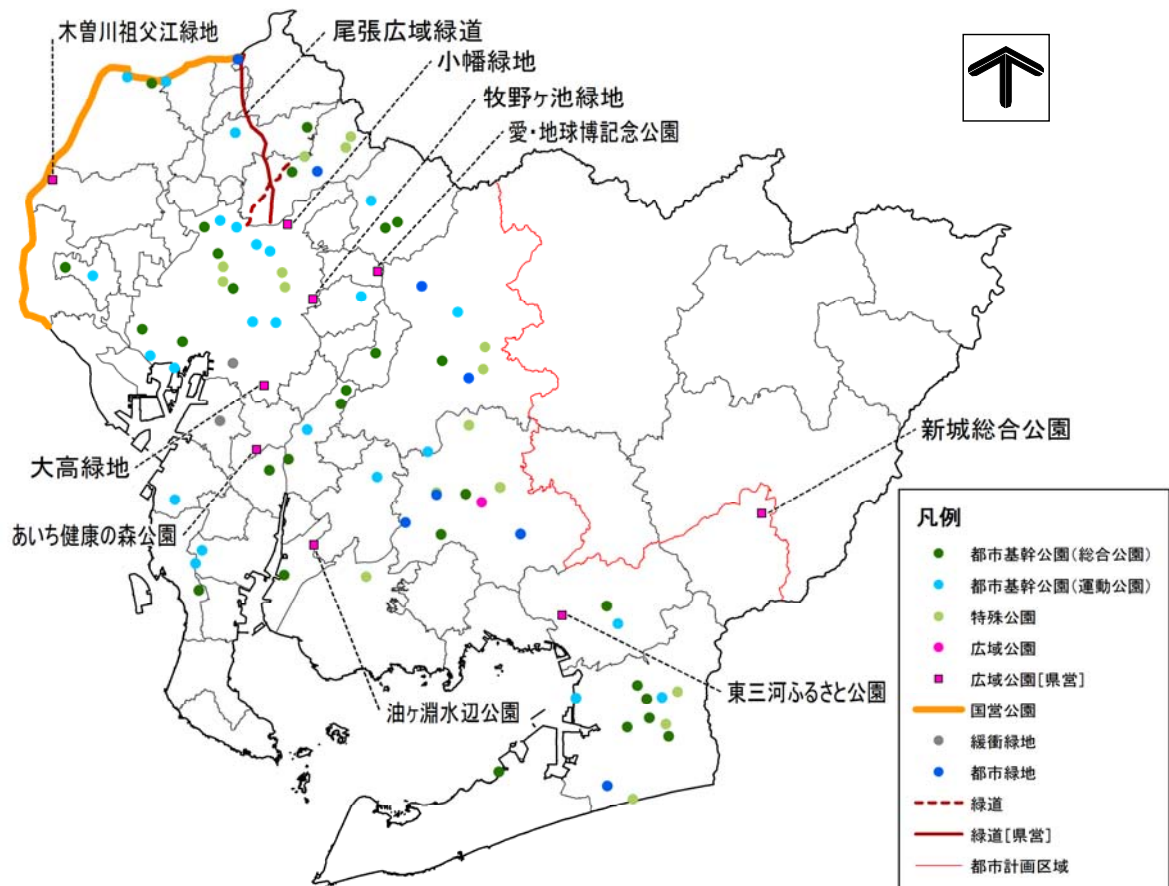 木曽川祖父江緑地
尾張広域緑道
小幡緑地
牧野ヶ池緑地
愛・地球博記念公園
新城総合公園
大高緑地
あいち健康の森公園
油ヶ淵水辺公園
東三河ふるさと公園
凡例
都市基幹公園(総合公園)
都市基幹公園(運動公園)
特殊公園
広域公園
広域公園[県営]
国営公園
緩衝緑地
都市緑地
緑道
緑道[県営]
都市計画区域